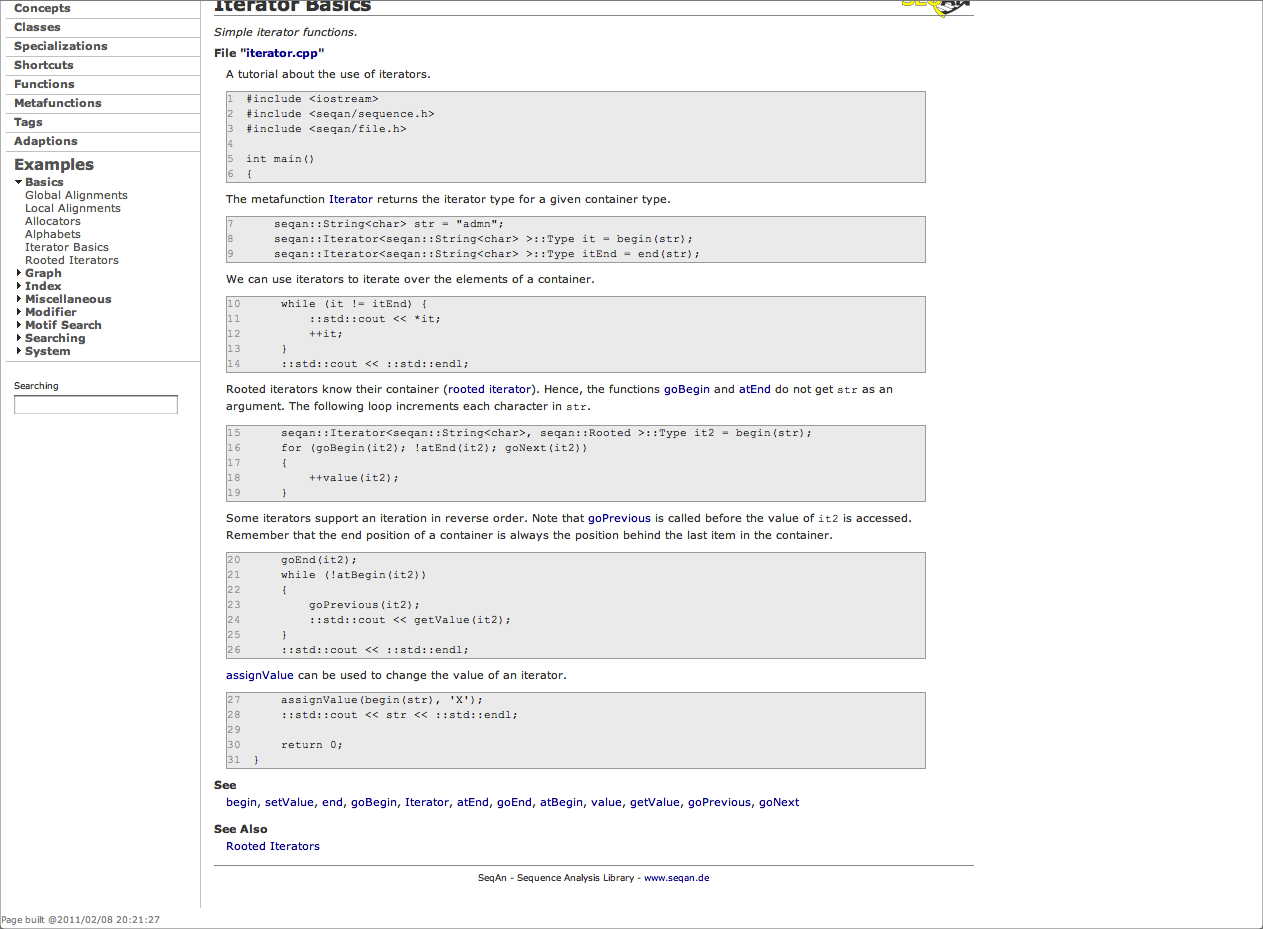 Concepts
Classes
Specializations
Shortcuts
Functions
Metafunctions
Tags
Adaptions
Examples
Basics
Global Alignments
Local Alignments
Allocators
Alphabets
Iterator Basics
Rooted Iterators
Graph
Index
Miscellaneous
Modifier
Motif Search
Searching
System
Searching
Iterator Basics
SEQAN
Simple iterator functions.
File "iterator.cpp"
A tutorial about the use of iterators.
1 #include <iostream>
2 #include <seqan/sequence.h>
3 #include <seqan/file.h>
4
5 int main()
6 {
The metafunction Iterator returns the iterator type for a given container type.
7 seqan::String<char> str = "admn";
8 seqan::Iterator<seqan::String<char> >::Type it = begin(str);
9 seqan::Iterator<seqan::String<char> >::Type itEnd = end(str);
We can use iterators to iterate over the elements of a container.
10 while (it != itEnd) {
11 ::std::cout << *it;
12 ++it;
13 }
14 ::std::cout << ::std::endl;
Rooted iterators know their container (rooted iterator). Hence, the functions goBegin and atEnd do not get str as an
argument. The following loop increments each character in str.
15 seqan::Iterator<seqan::String<char>, seqan::Rooted >::Type it2 = begin(str);
16 for (goBegin(it2); !atEnd(it2); goNext(it2))
17 {
18 ++value(it2);
19 }
Some iterators support an iteration in reverse order. Note that goPrevious is called before the value of it2 is accessed.
Remember that the end position of a container is always the position behind the last item in the container.
20 goEnd(it2);
21 while (!atBegin(it2))
22 {
23 goPrevious(it2);
24 ::std::cout << getValue(it2);
25 }
26 ::std::cout << ::std::endl;
assignValue can be used to change the value of an iterator.
27 assignValue(begin(str), 'X');
28 ::std::cout << str << ::std::endl;
29
30 return 0;
31 }
See
begin, setValue, end, goBegin, Iterator, atEnd, goEnd, atBegin, value, getValue, goPrevious, goNext
See Also
Rooted Iterators
SeqAn - Sequence Analysis Library - www.seqan.de
Page built @2011/02/08 20:21:27